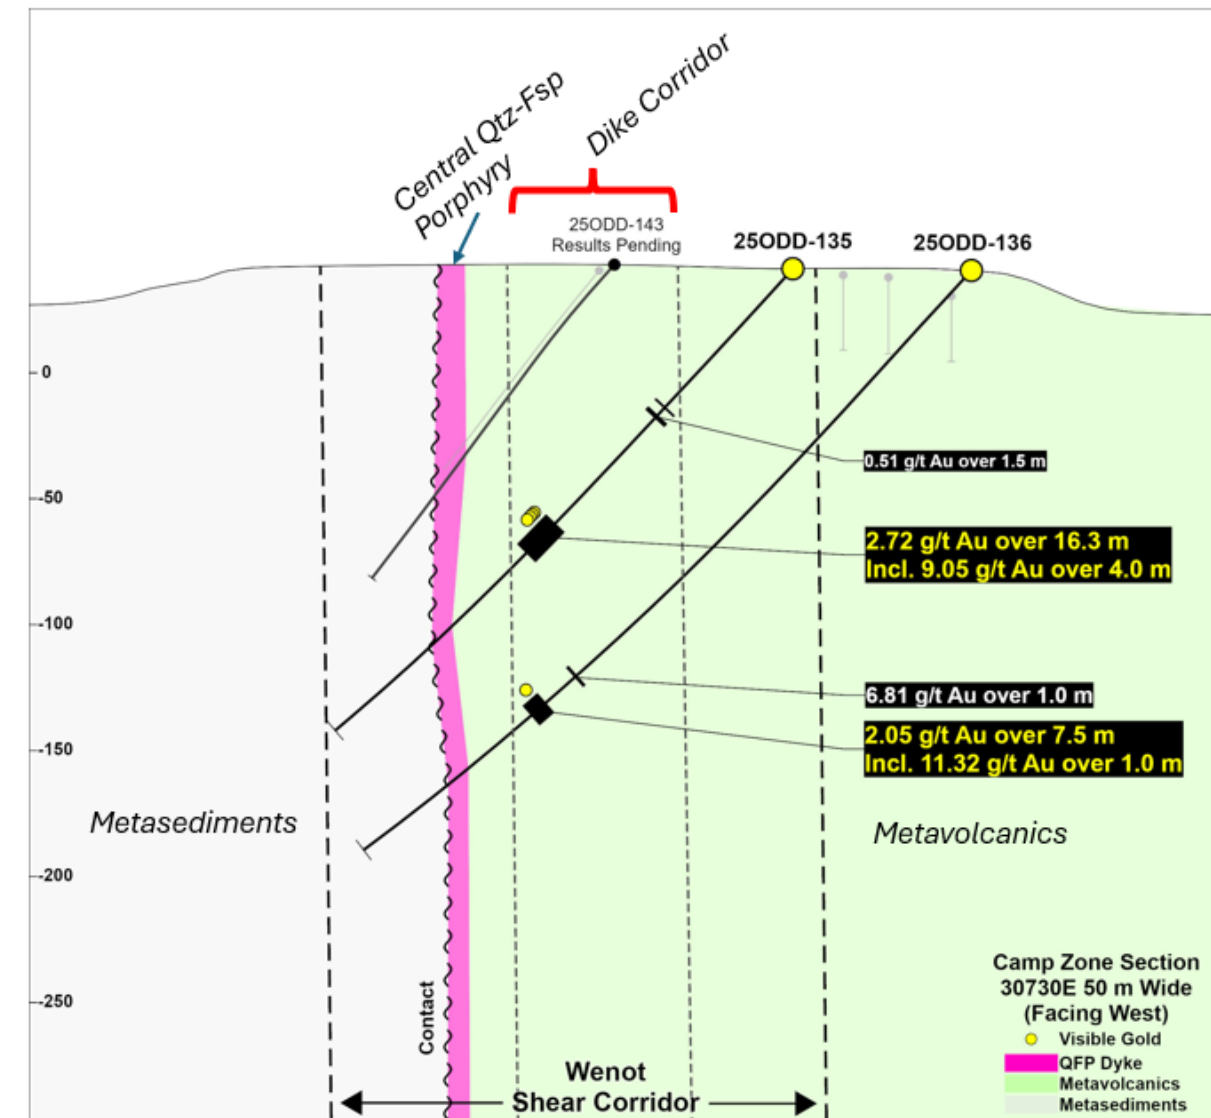 Central Qtz-Fsp
Porphyry
Dike Corridor
25ODD-143
Results Pending
25ODD-135
25ODD-136
0
-50
-100
-150
-200
-250
0.51 g/t Au over 1.5 m
2.72 g/t Au over 16.3 m
Incl. 9.05 g/t Au over 4.0 m
6.81 g/t Au over 1.0 m
2.05 g/t Au over 7.5 m
Incl. 11.32 g/t Au over 1.0 m
Metasediments
Metavolcanics
Contact
Wenot
Shear Corridor
Camp Zone Section
30730E 50 m Wide
(Facing West)
Visible Gold
QFP Dyke
Metavolcanics
Metasediments